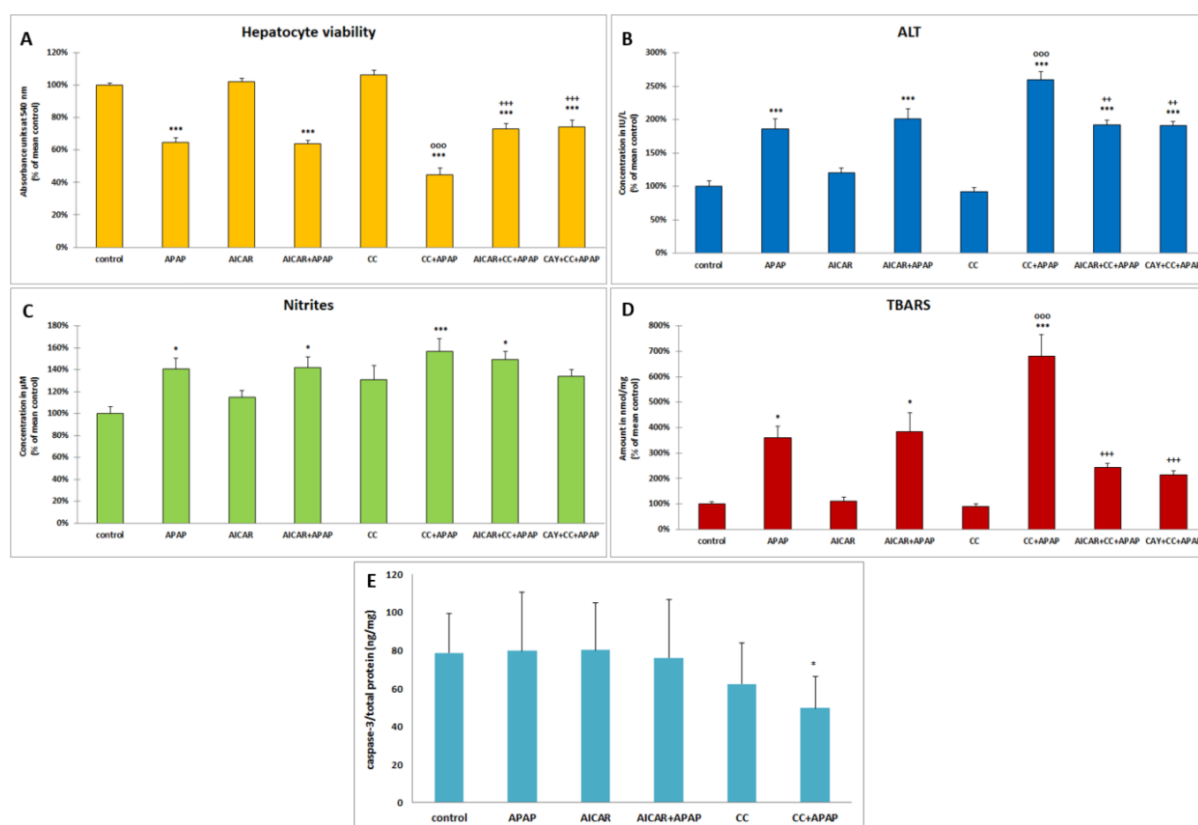 A
Hepatocyte viability
Absorbance units at 540 nm
(% of mean control)
120%
100%
80%
60%
40%
20%
0%
***
***
ooo
***
+++
***
+++
***
control APAP AICAR AICAR+APAP CC CC+APAP AICAR+CC+APAP CAY+CC+APAP
B
ALT
Concentration in IU/L
(% of mean control)
300%
250%
200%
150%
100%
50%
0%
***
***
ooo
***
++
***
++
***
control APAP AICAR AICAR+APAP CC CC+APAP AICAR+CC+APAP CAY+CC+APAP
C
Nitrites
Concentration in µM
(% of mean control)
180%
160%
140%
120%
100%
80%
60%
40%
20%
0%
*
*
***
*
control APAP AICAR AICAR+APAP CC CC+APAP AICAR+CC+APAP CAY+CC+APAP
D
TBARS
Amount in nmol/mg
(% of mean control)
800%
700%
600%
500%
400%
300%
200%
100%
0%
*
*
ooo
***
+++
+++
control APAP AICAR AICAR+APAP CC CC+APAP AICAR+CC+APAP CAY+CC+APAP
E
caspase-3/total protein (ng/mg)
120
100
80
60
40
20
0
*
control APAP AICAR AICAR+APAP CC CC+APAP